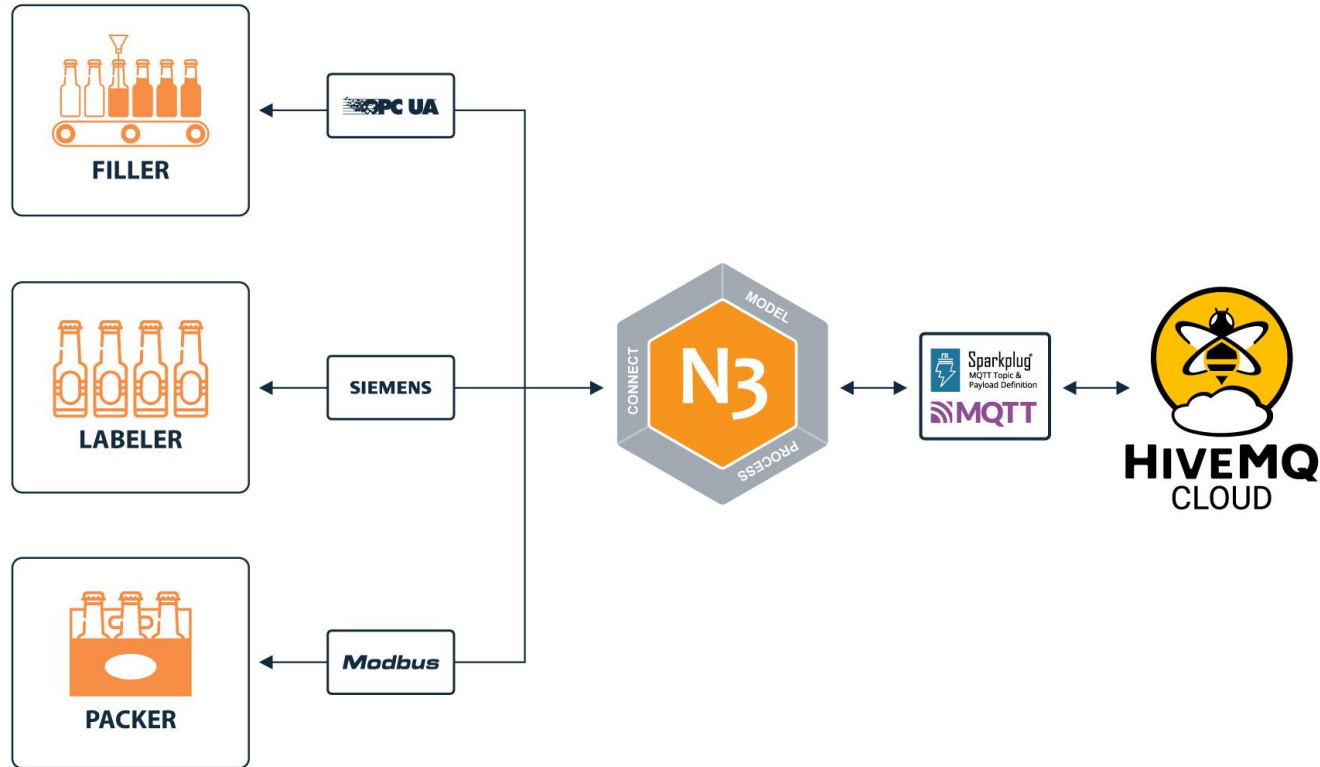 FILLER
OPC UA
LABELER
SIEMENS
PACKER
Modbus
CONNECT
MODEL
PROCESS
N3
Sparkplug
MQTT Topic &
Payload Definition
MQTT
HIVEMQ
CLOUD